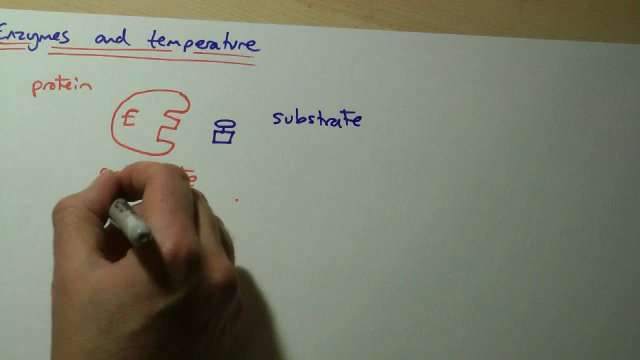 Enzymes and temperature
protein
E
substrate